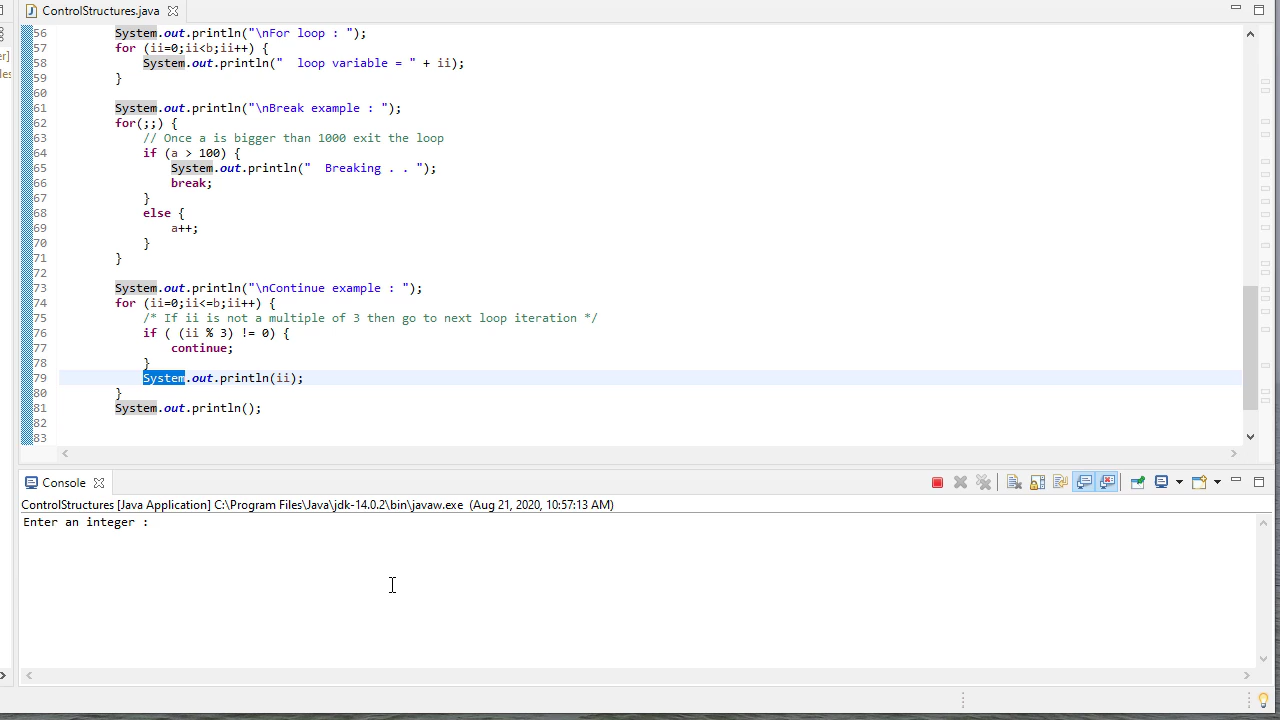 ControlStructures.java
56 System.out.println("\nFor loop : ");
57 for (ii=0;ii<b;ii++) {
58 System.out.println("  loop variable = " + ii);
59 }
60
61 System.out.println("\nBreak example : ");
62 for(;;) {
63 // Once a is bigger than 1000 exit the loop
64 if (a > 100) {
65 System.out.println("  Breaking . . ");
66 break;
67 }
68 else {
69 a++;
70 }
71 }
72
73 System.out.println("\nContinue example : ");
74 for (ii=0;ii<=b;ii++) {
75 /* If ii is not a multiple of 3 then go to next loop iteration */
76 if ( (ii % 3) != 0) {
77 continue;
78 }
79 System.out.println(ii);
80 }
81 System.out.println();
82
83
Console
ControlStructures [Java Application] C:\Program Files\Java\jdk-14.0.2\bin\javaw.exe (Aug 21, 2020, 10:57:13 AM)
Enter an integer :